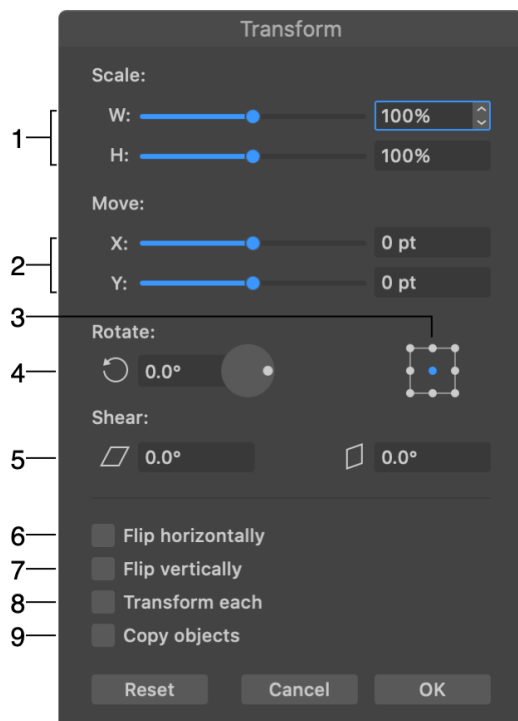 Transform
Scale:
1 W: 100%
H: 100%
Move:
X: 0 pt
2
Y: 0 pt
3
Rotate:
4 0.0°
Shear:
5 0.0° 0.0°
6 Flip horizontally
7 Flip vertically
8 Transform each
9 Copy objects
Reset Cancel OK